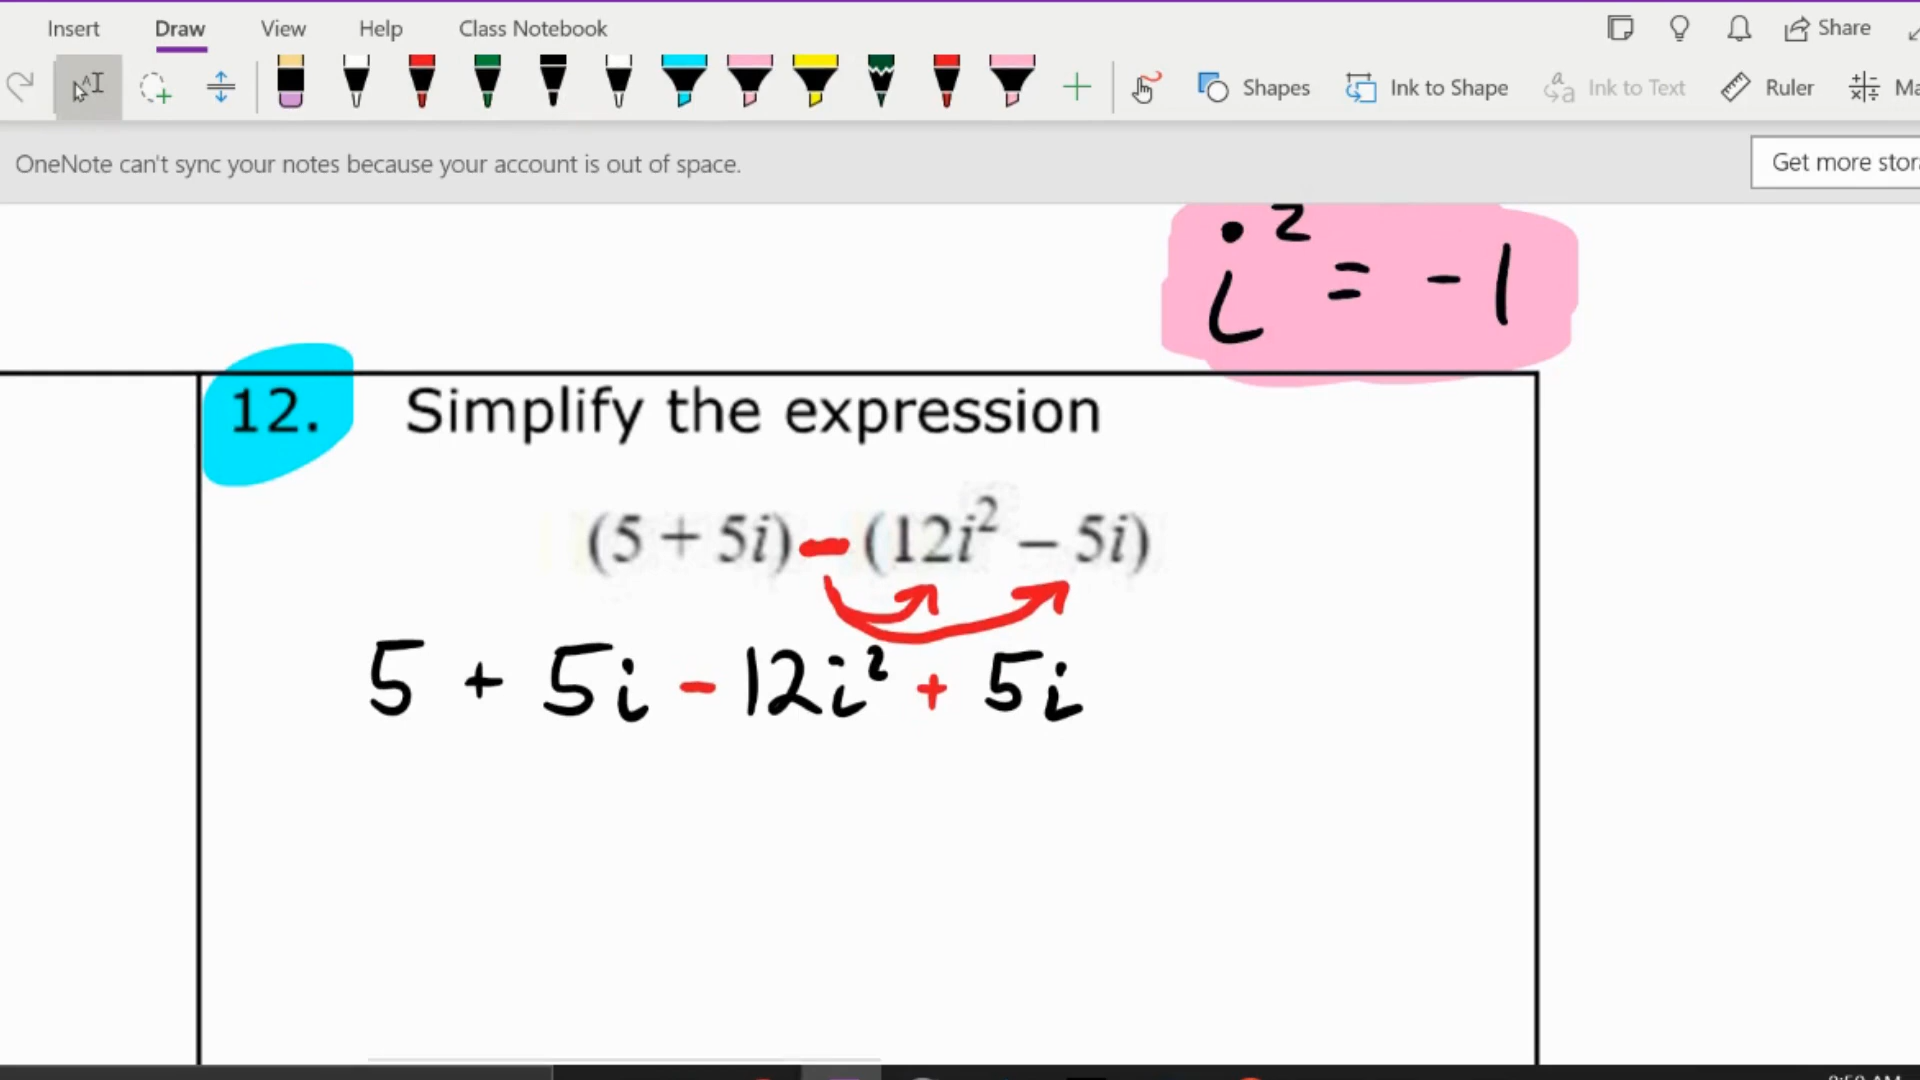 Insert Draw View Help Class Notebook Share
Shapes Ink to Shape Ink to Text Ruler
OneNote can't sync your notes because your account is out of space. Get more
i² = -1
12. Simplify the expression
(5 + 5i) - (12i² – 5i)
5 + 5i - 12i² + 5i